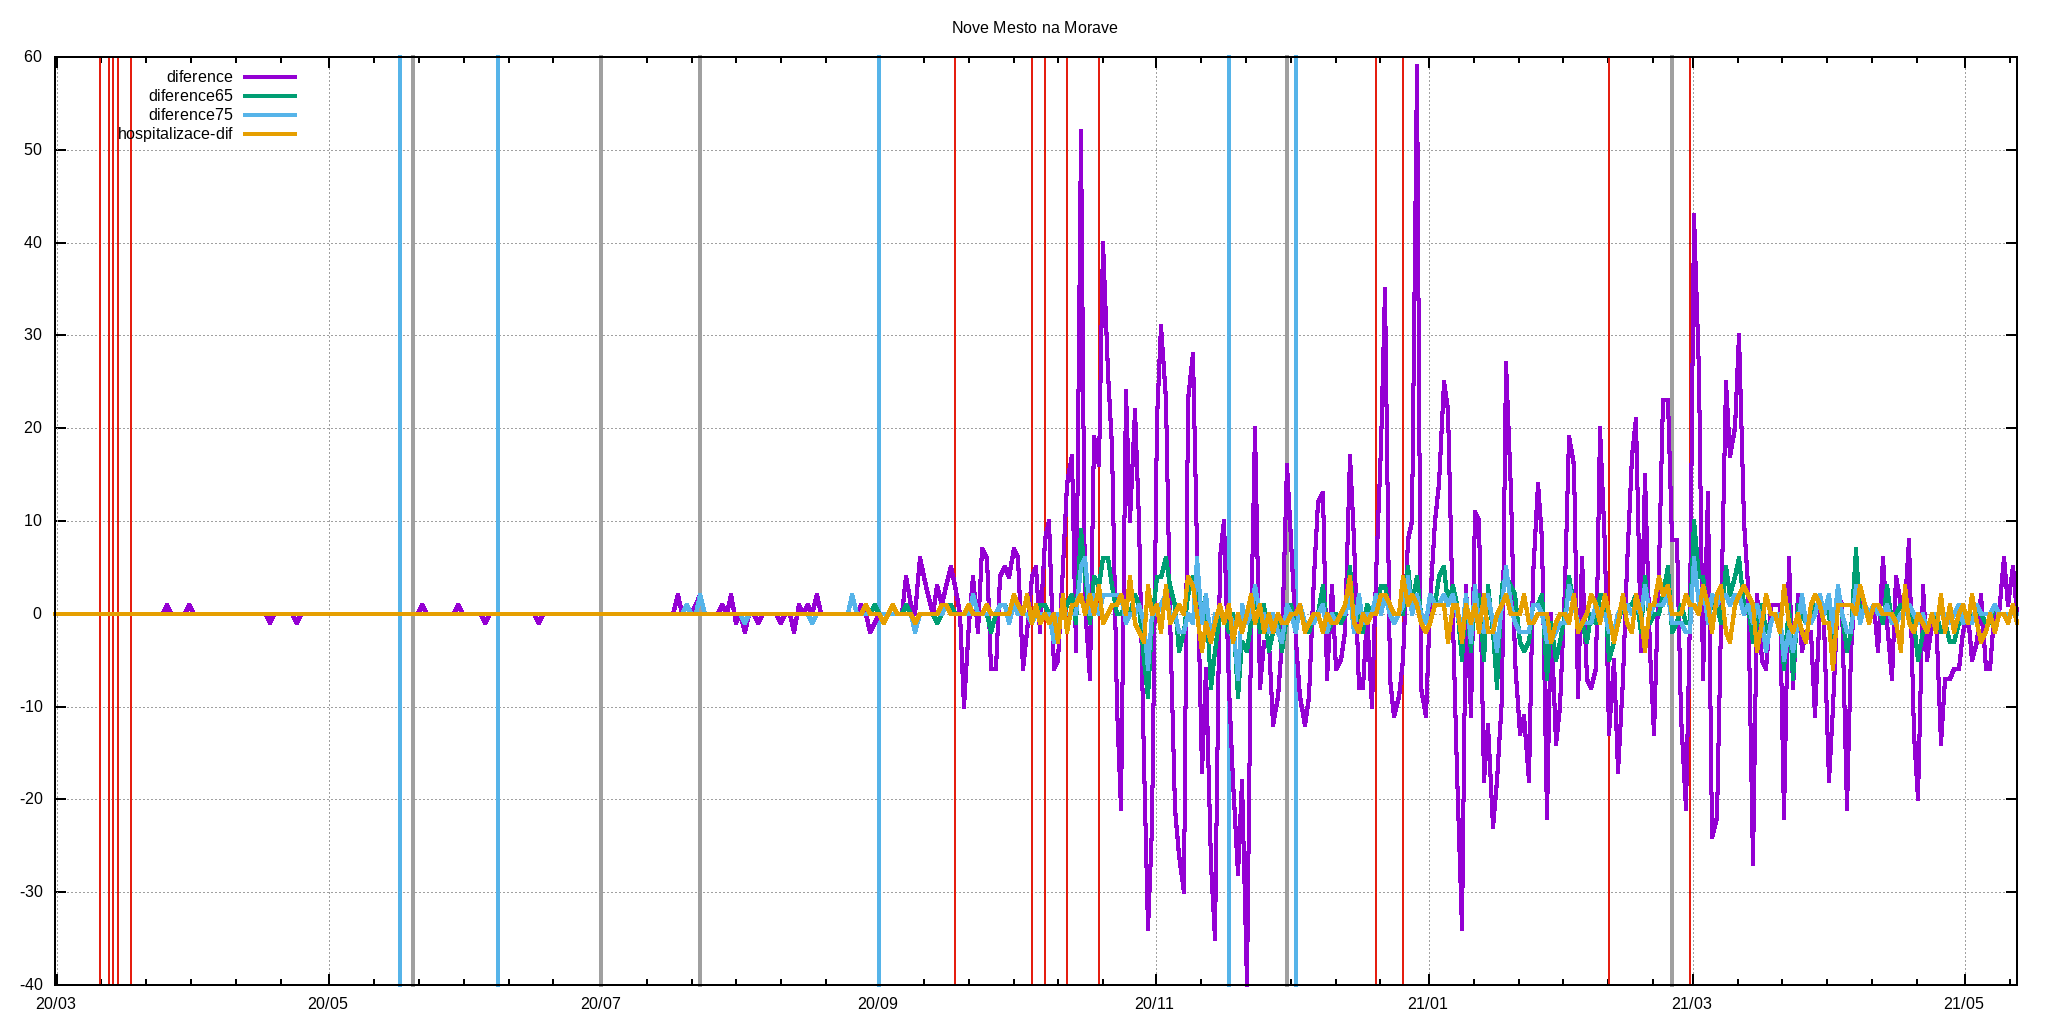 Nove Mesto na Morave
60
50
40
30
20
10
0
-10
-20
-30
-40
diference
diference65
diference75
hospitalizace-dif
20/03 20/05 20/07 20/09 20/11 21/01 21/03 21/05